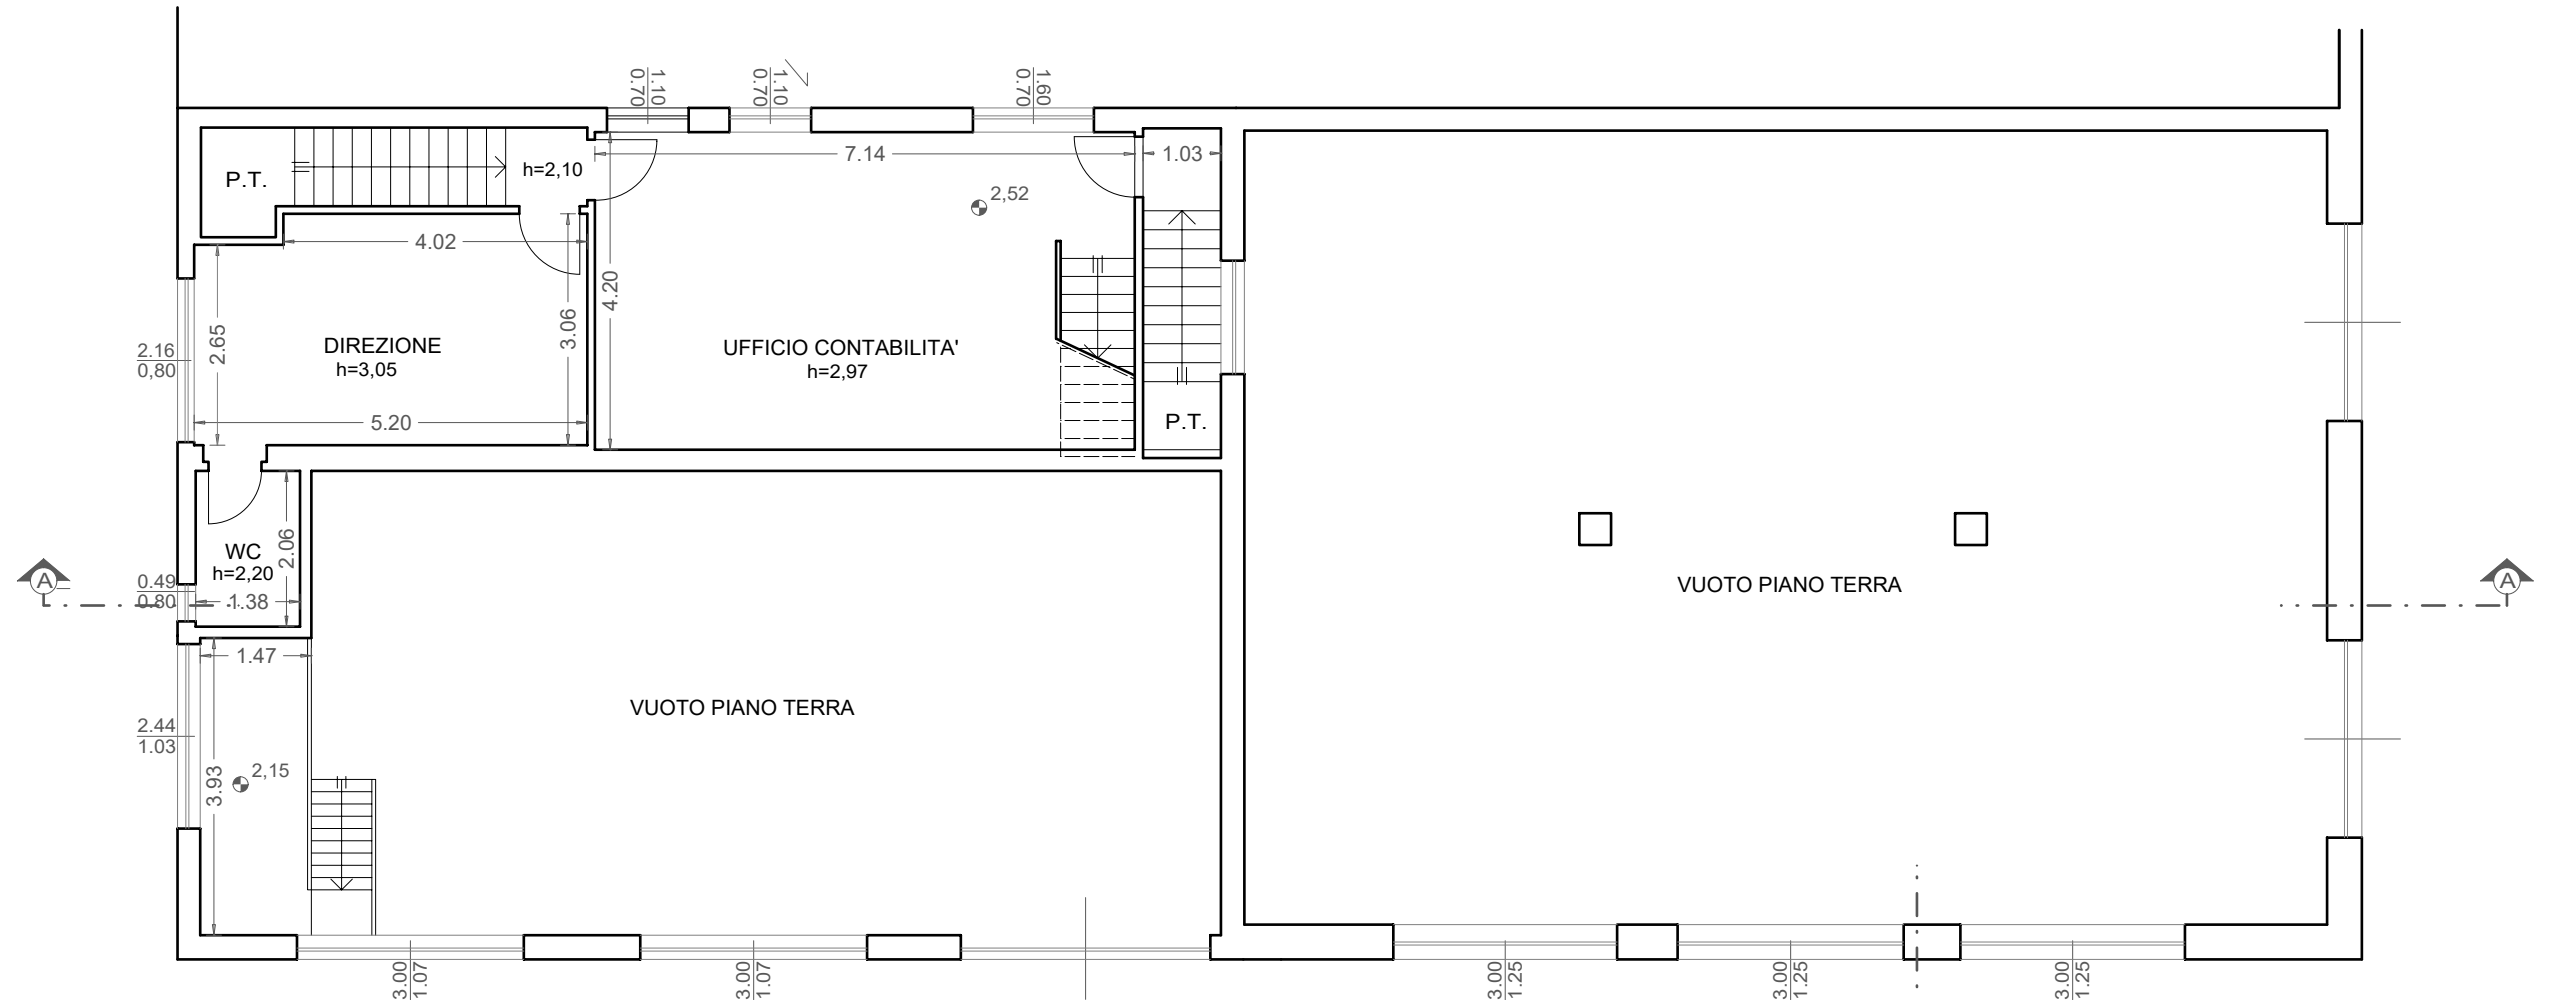 1.10
0.70
1.10
0.70
1.60
0.70
P.T.
h=2,10
7.14
1.03
2,52
4.02
4.20
2.65
3.06
DIREZIONE
h=3,05
UFFICIO CONTABILITA'
h=2,97
2.16
0,80
5.20
P.T.
WC
h=2,20
2.06
A
0.49
0.80
1.38
VUOTO PIANO TERRA
A
1.47
VUOTO PIANO TERRA
2.44
1.03
3.93
2,15
3.00
1.07
3.00
1.07
3.00
1.25
3.00
1.25
3.00
1.25